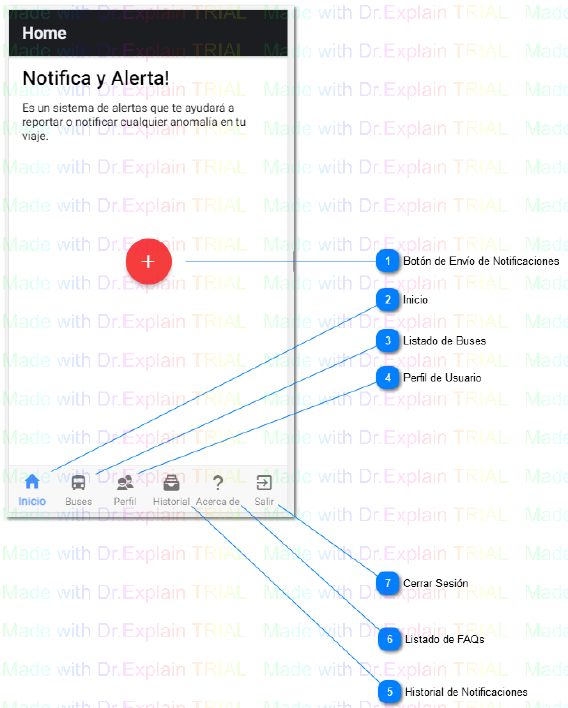 Home
Notifica y Alerta!
Es un sistema de alertas que te ayudará a
reportar o notificar cualquier anomalía en tu
viaje.
+
1 Botón de Envío de Notificaciones
2 Inicio
3 Listado de Buses
4 Perfil de Usuario
Inicio Buses Perfil Historial Acerca de Salir
7 Cerrar Sesión
6 Listado de FAQs
5 Historial de Notificaciones
Made with Dr.Explain TRIAL